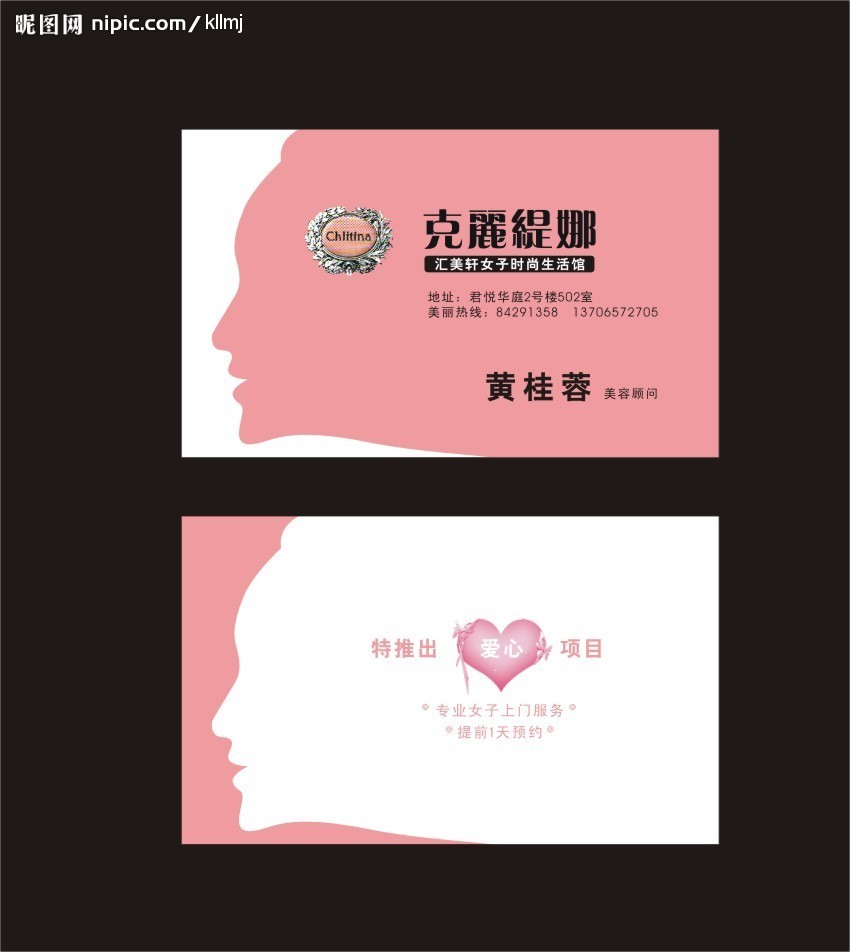 昵图网 nipic.com/kllmj
Chlitina
克麗緹娜
汇美轩女子时尚生活馆
地址：君悦华庭2号楼502室
美丽热线：84291358 13706572705
黄桂蓉 美容顾问
特推出 爱心 项目
专业女子上门服务
提前1天预约